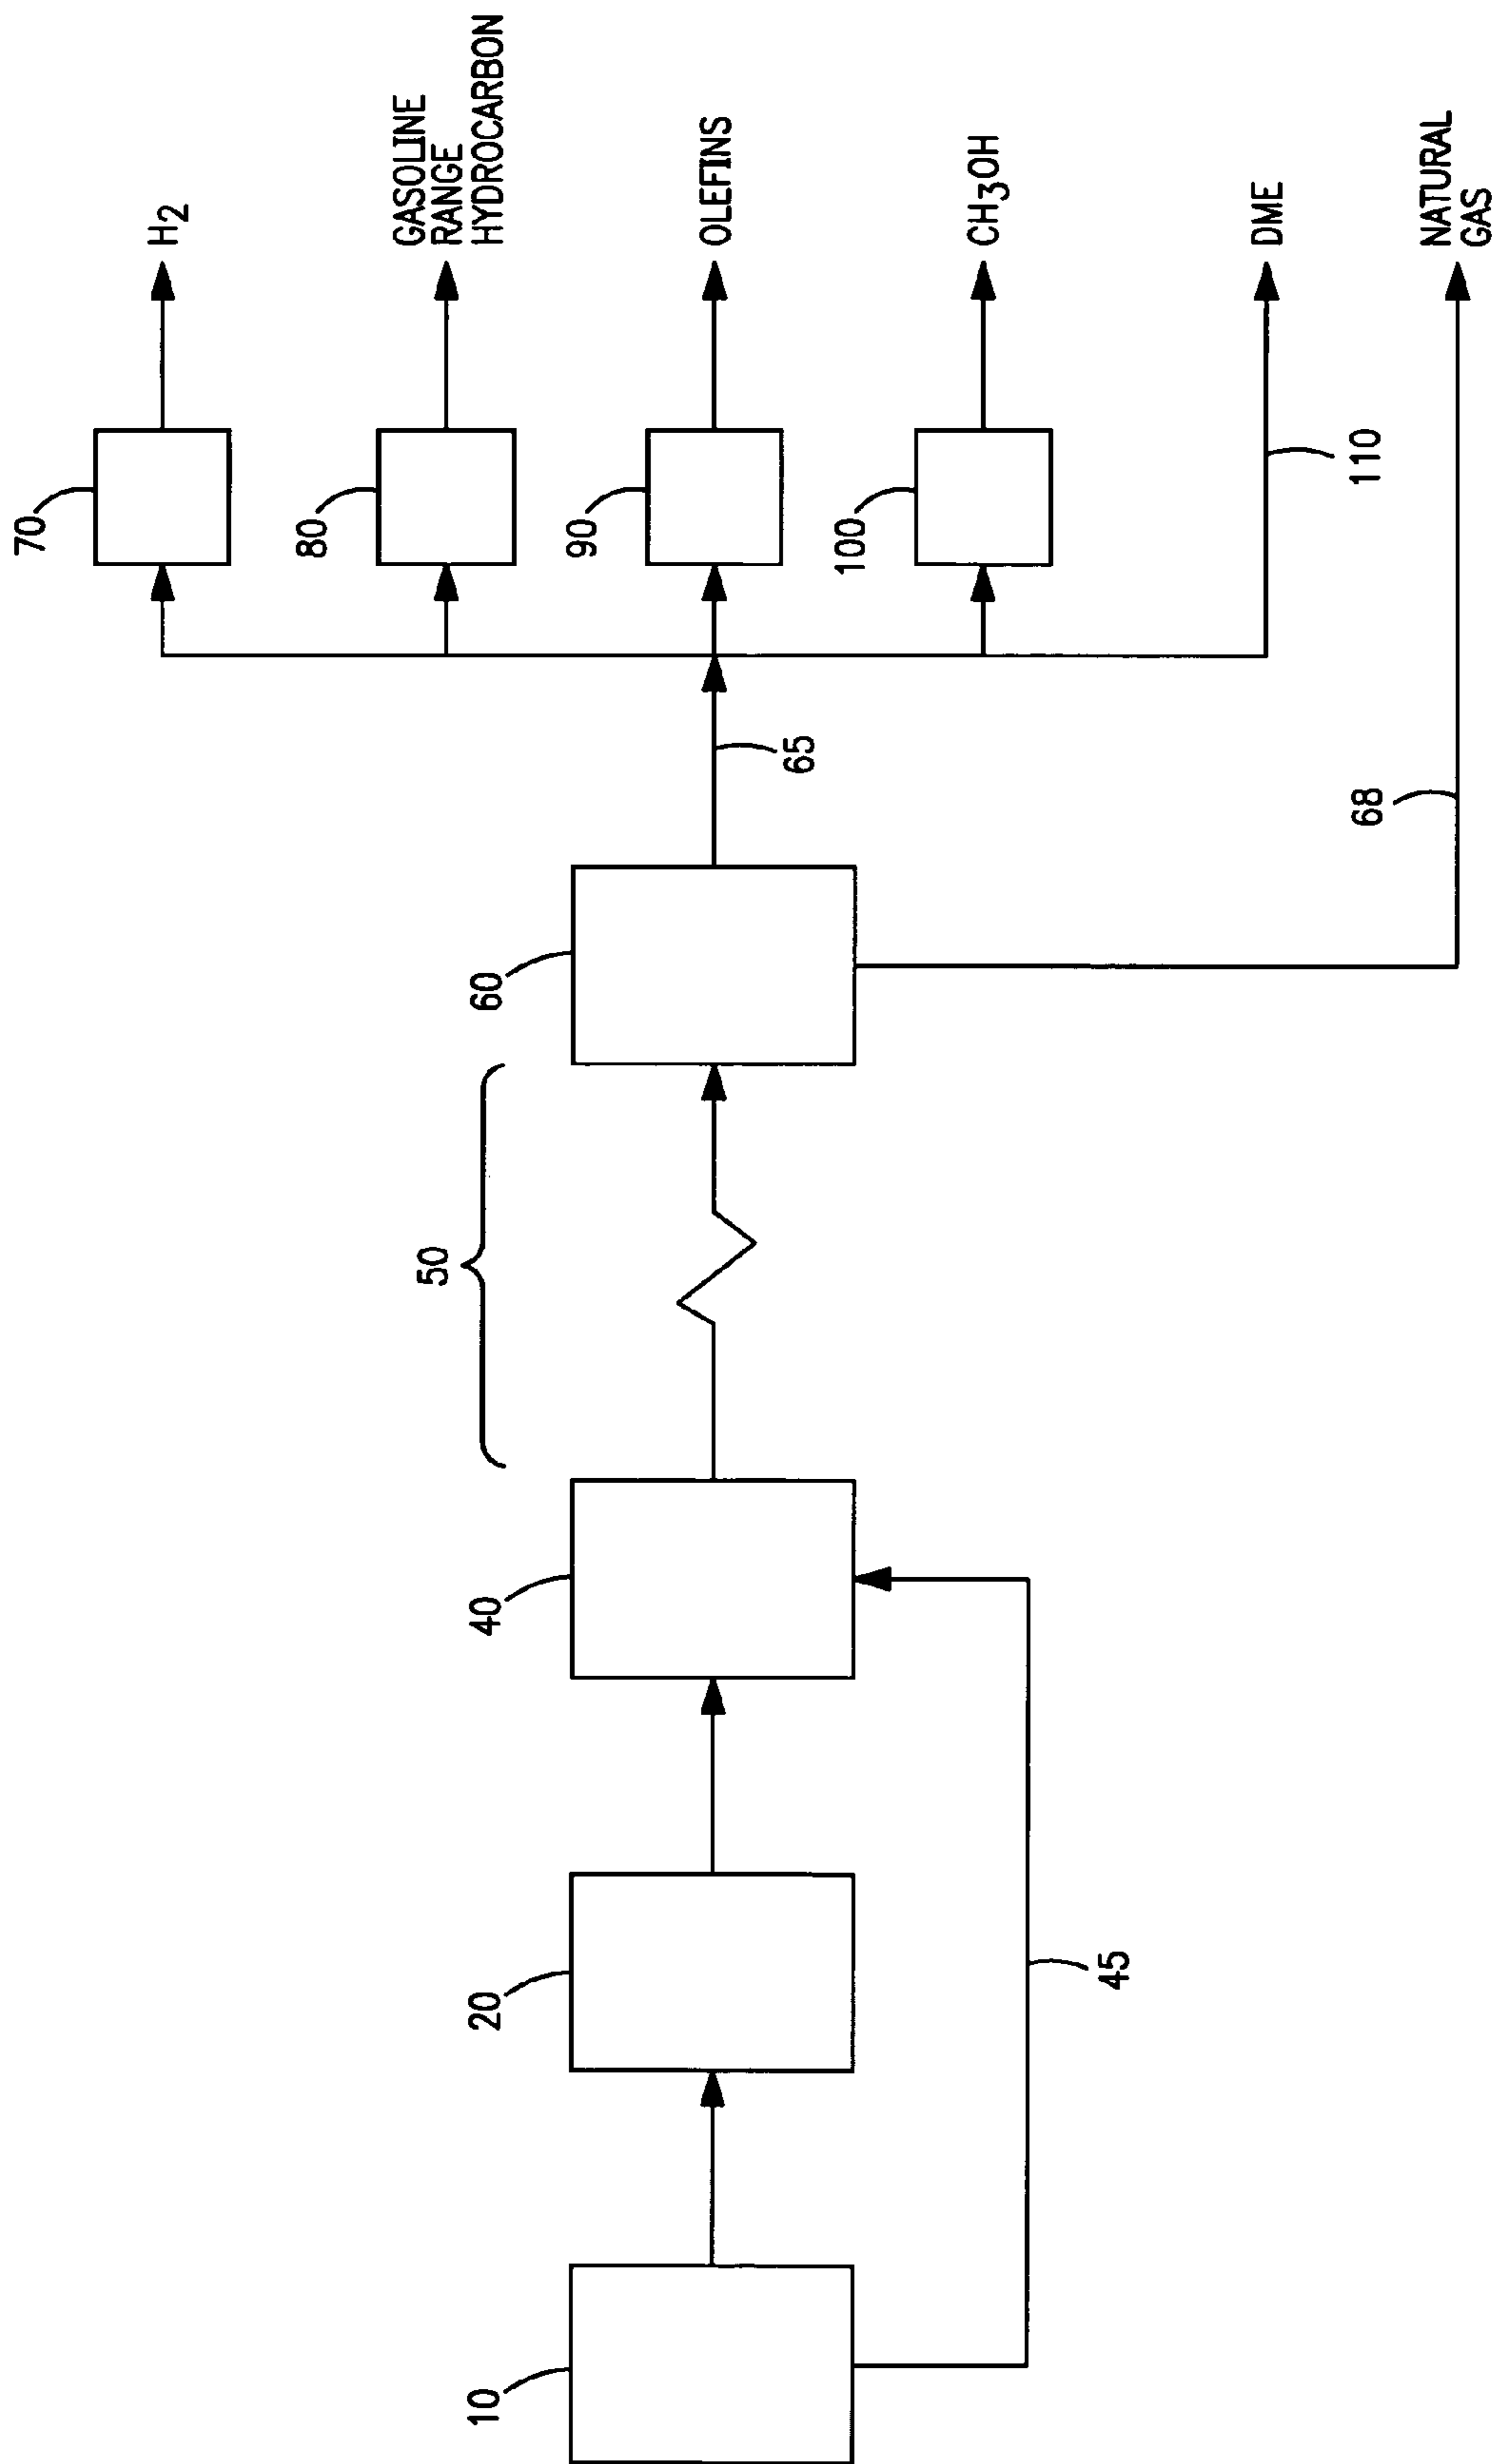 70
H2
80
GASOLINE
RANGE
HYDROCARBON
90
OLEFINS
100
CH3OH
110
DME
10
20
40
50
60
65
45
68
NATURAL
GAS